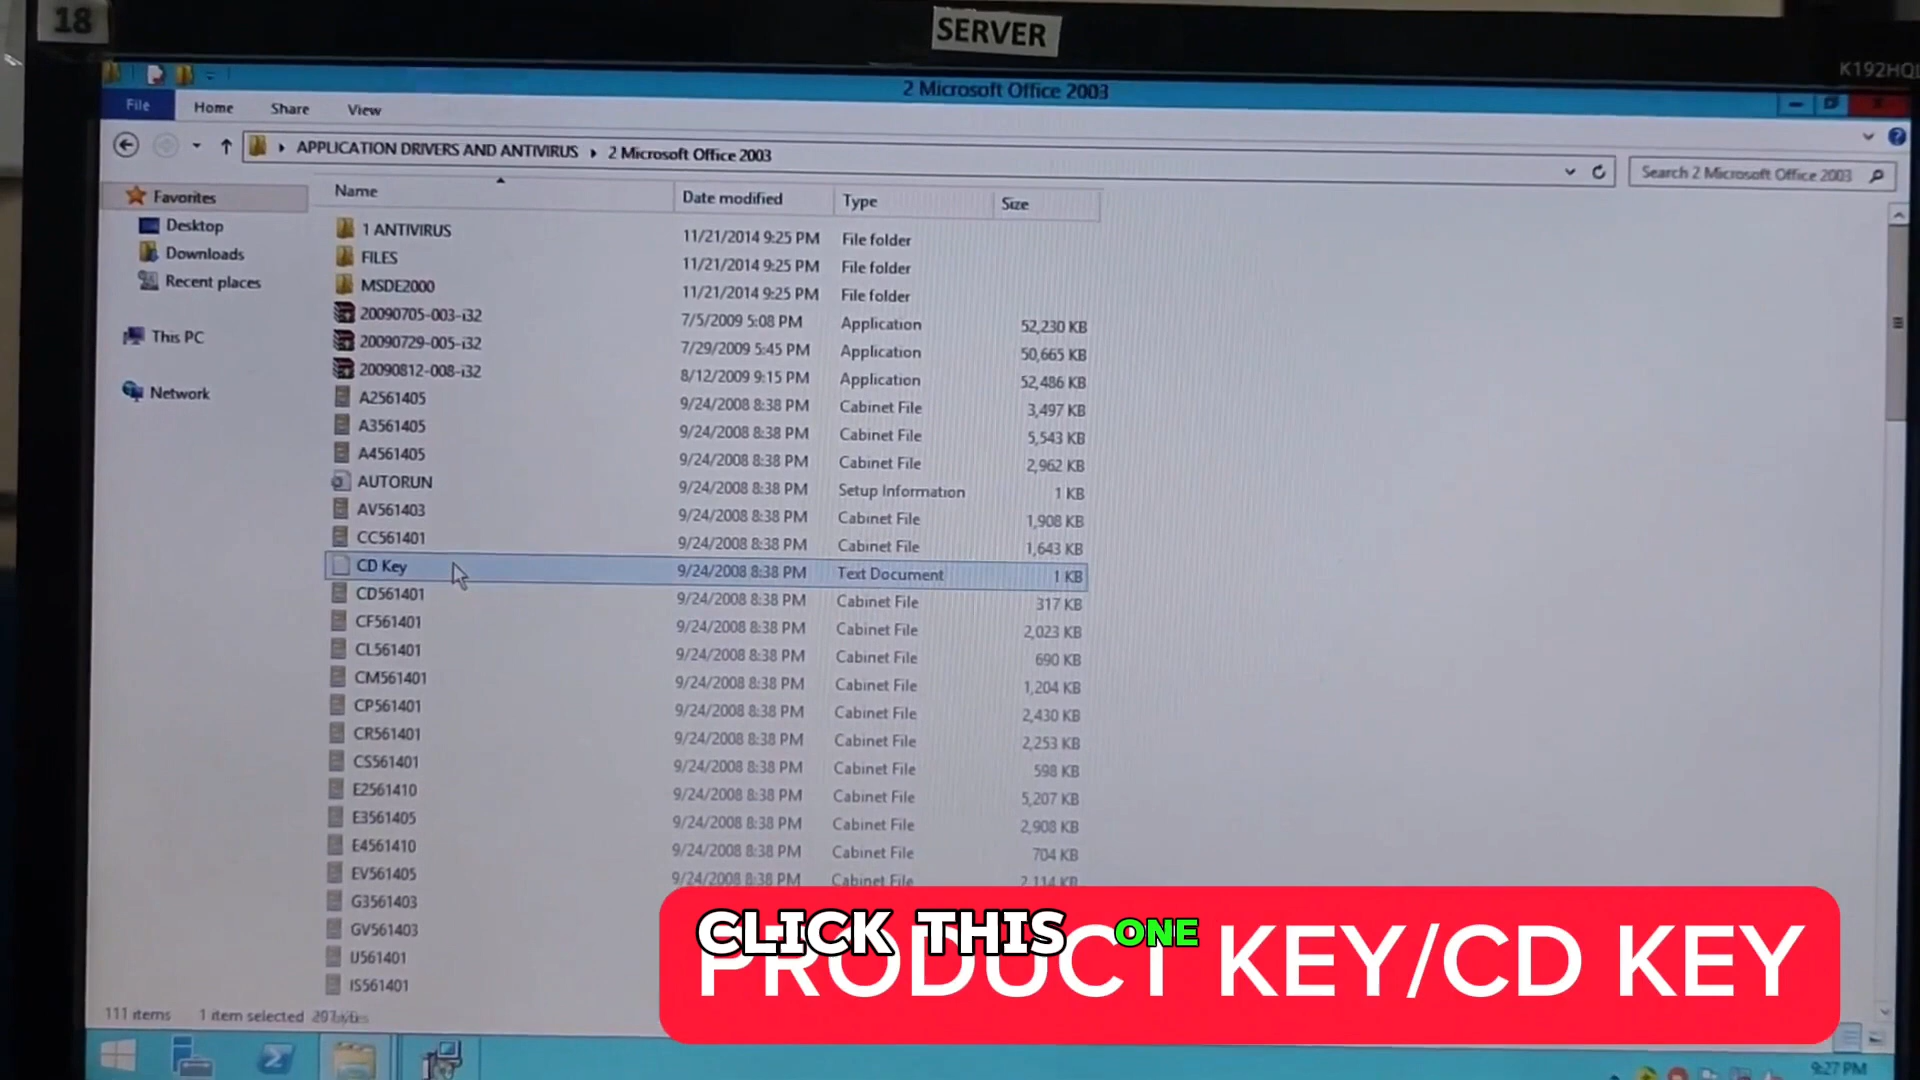 18
SERVER
K192HQL
2 Microsoft Office 2003
File Home Share View
APPLICATION DRIVERS AND ANTIVIRUS 2 Microsoft Office 2003 Search 2 Microsoft Office 2003
Favorites
Desktop
Downloads
Recent places
This PC
Network
Name Date modified Type Size
1 ANTIVIRUS 11/21/2014 9:25 PM File folder
FILES 11/21/2014 9:25 PM File folder
MSDE2000 11/21/2014 9:25 PM File folder
20090705-003-i32 7/5/2009 5:08 PM Application 52,230 KB
20090729-005-i32 7/29/2009 5:45 PM Application 50,665 KB
20090812-008-i32 8/12/2009 9:15 PM Application 52,486 KB
A2561405 9/24/2008 8:38 PM Cabinet File 3,497 KB
A3561405 9/24/2008 8:38 PM Cabinet File 5,543 KB
A4561405 9/24/2008 8:38 PM Cabinet File 2,962 KB
AUTORUN 9/24/2008 8:38 PM Setup Information 1 KB
AV561403 9/24/2008 8:38 PM Cabinet File 1,908 KB
CC561401 9/24/2008 8:38 PM Cabinet File 1,643 KB
CD Key 9/24/2008 8:38 PM Text Document 1 KB
CD561401 9/24/2008 8:38 PM Cabinet File 317 KB
CF561401 9/24/2008 8:38 PM Cabinet File 2,023 KB
CL561401 9/24/2008 8:38 PM Cabinet File 690 KB
CM561401 9/24/2008 8:38 PM Cabinet File 1,204 KB
CP561401 9/24/2008 8:38 PM Cabinet File 2,430 KB
CR561401 9/24/2008 8:38 PM Cabinet File 2,253 KB
CS561401 9/24/2008 8:38 PM Cabinet File 598 KB
E2561410 9/24/2008 8:38 PM Cabinet File 5,207 KB
E3561405 9/24/2008 8:38 PM Cabinet File 2,908 KB
E4561410 9/24/2008 8:38 PM Cabinet File 704 KB
EV561405 9/24/2008 8:38 PM Cabinet File 2,114 KB
G3561403
GV561403
U561401
IS561401
CLICK THIS ONE
PRODUCT KEY/CD KEY
111 items 1 item selected
9:27 PM